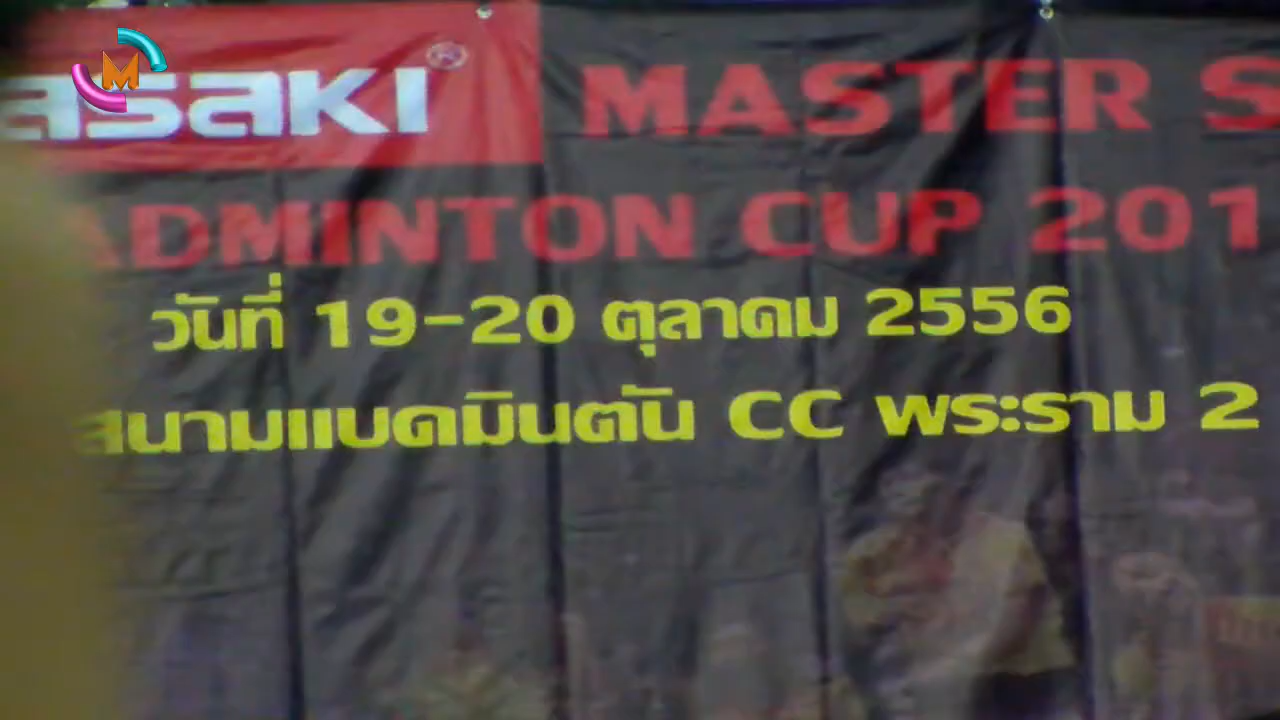 M
asaki ®
MASTER S
ADMINTON CUP 201
วันที่ 19-20 ตุลาคม 2556
สนามแบดมินตัน CC พระราม 2